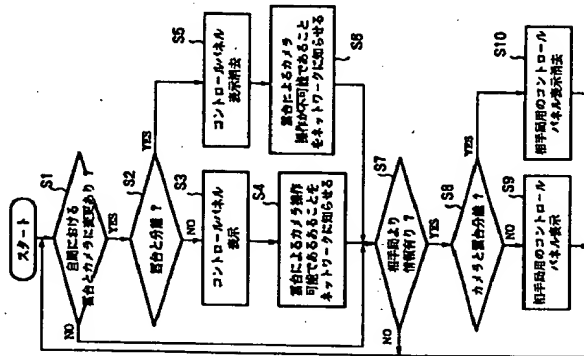 スタート
S1
自局における
雲台とカメラに変更あり?
NO
YES
S2
雲台と分離?
YES
NO
S3
コントロールパネル
表示
S4
雲台によるカメラ操作
可能であるあることを
ネットワークに知らせる
S5
コントロールパネル
表示消去
S6
雲台によるカメラ
操作が不可能であること
をネットワークに知らせる
S7
相手局より
情報有り?
NO
YES
S8
カメラと雲台分離?
YES
NO
S9
相手局用のコントロール
パネル表示
S10
相手局用のコントロール
パネル表示消去